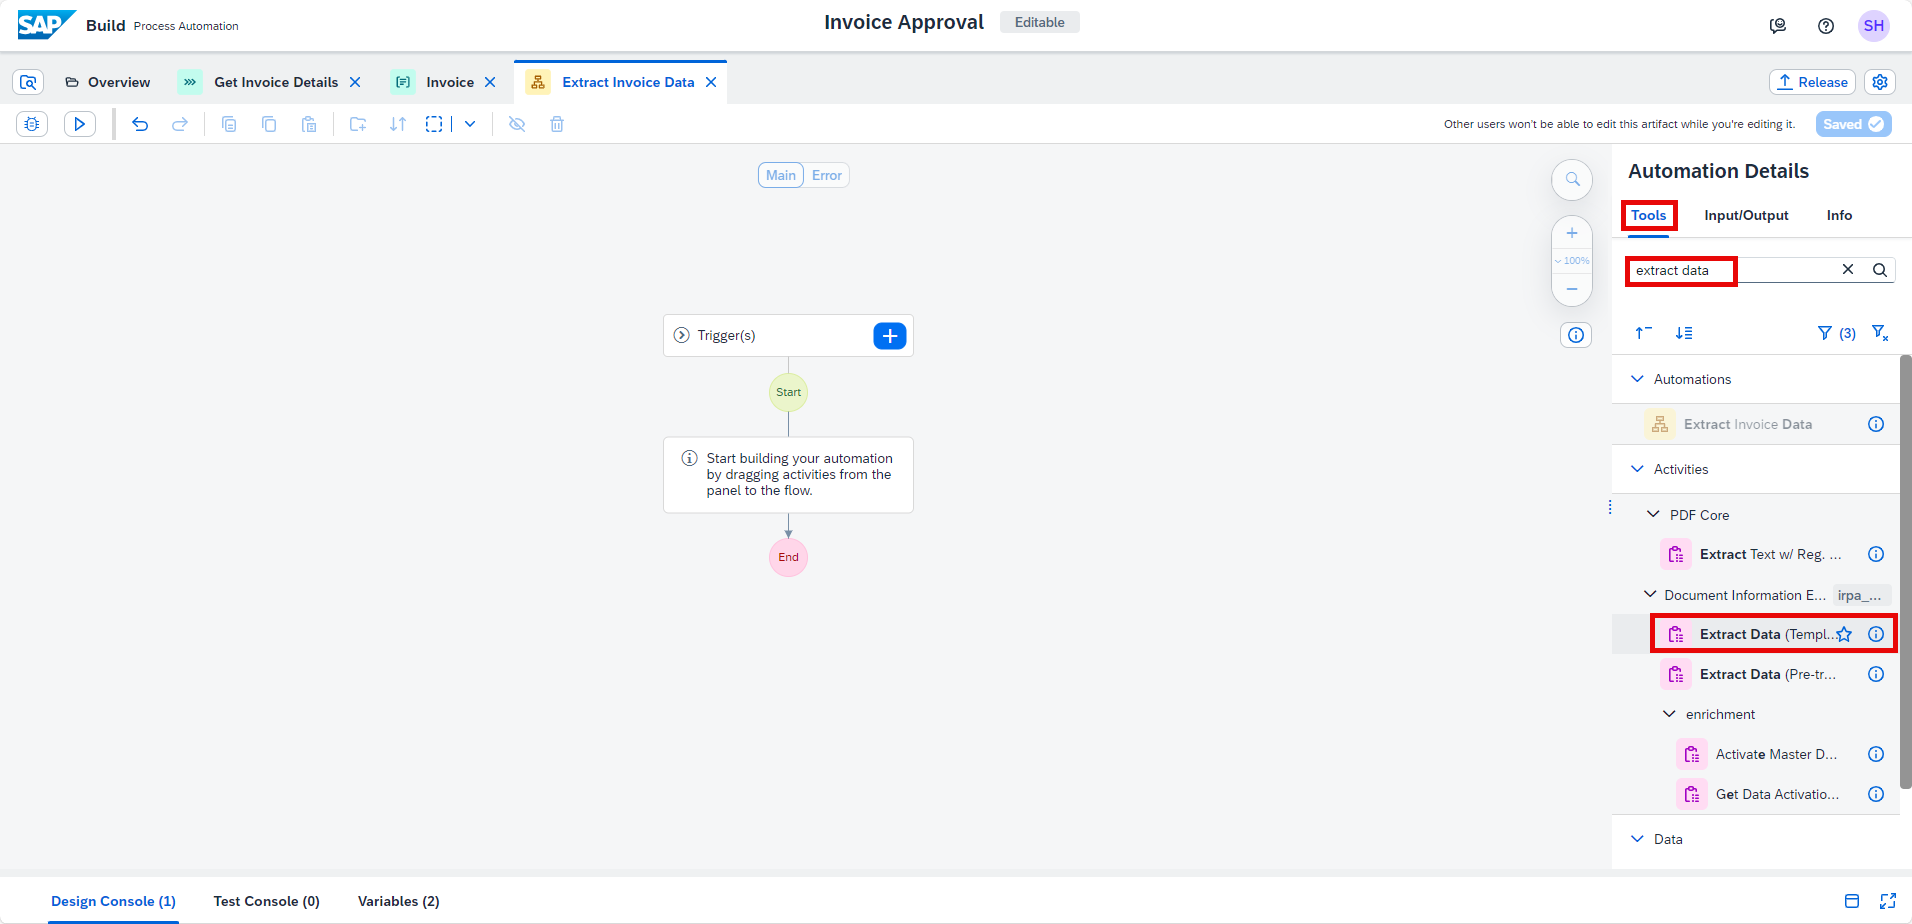 SAP Build Process Automation
Invoice Approval Editable
SH
Overview
Get Invoice Details
Invoice
Extract Invoice Data
Release
Other users won't be able to edit this artifact while you're editing it.
Saved
Main Error
100%
Trigger(s)
Start
Start building your automation
by dragging activities from the
panel to the flow.
End
Automation Details
Tools Input/Output Info
extract data
(3)
Automations
Extract Invoice Data
Activities
PDF Core
Extract Text w/ Reg. ...
Document Information E... irpa_...
Extract Data (Templ...
Extract Data (Pre-tr...
enrichment
Activate Master D...
Get Data Activatio...
Data
Design Console (1) Test Console (0) Variables (2)